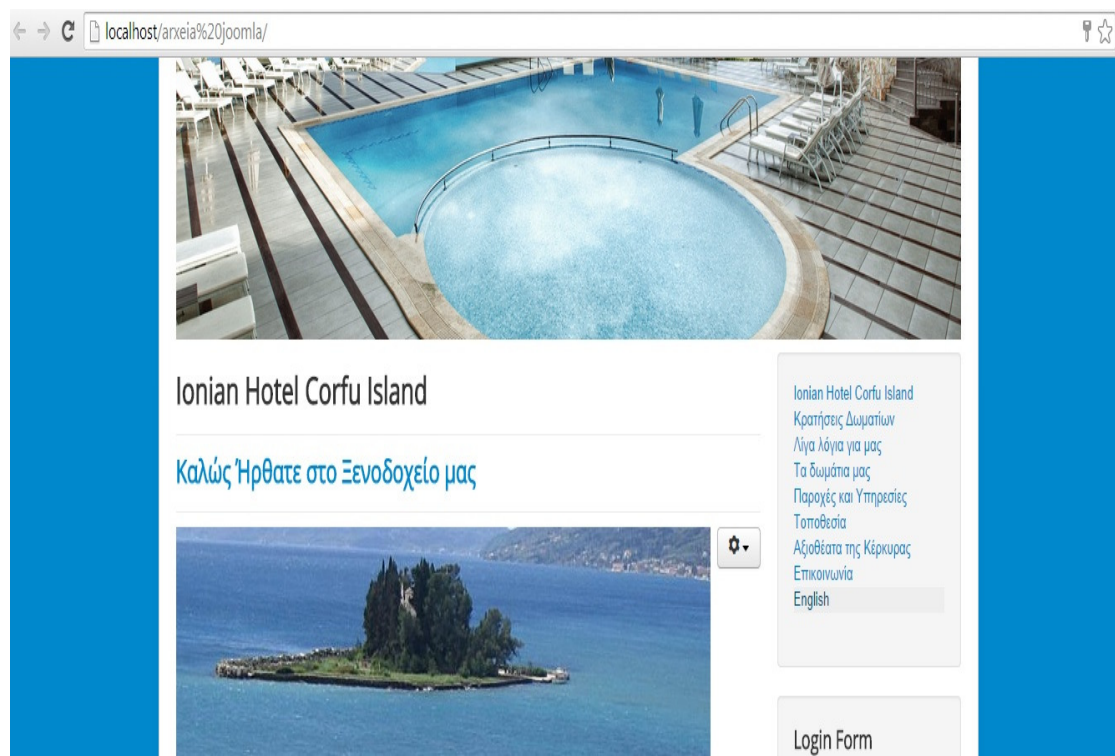 localhost/arxeia%20joomla/
Ionian Hotel Corfu Island
Καλώς Ήρθατε στο Ξενοδοχείο μας
Ionian Hotel Corfu Island
Κρατήσεις Δωματίων
Λίγα λόγια για μας
Τα δωμάτια μας
Παροχές και Υπηρεσίες
Τοποθεσία
Αξιοθέατα της Κέρκυρας
Επικοινωνία
English
Login Form